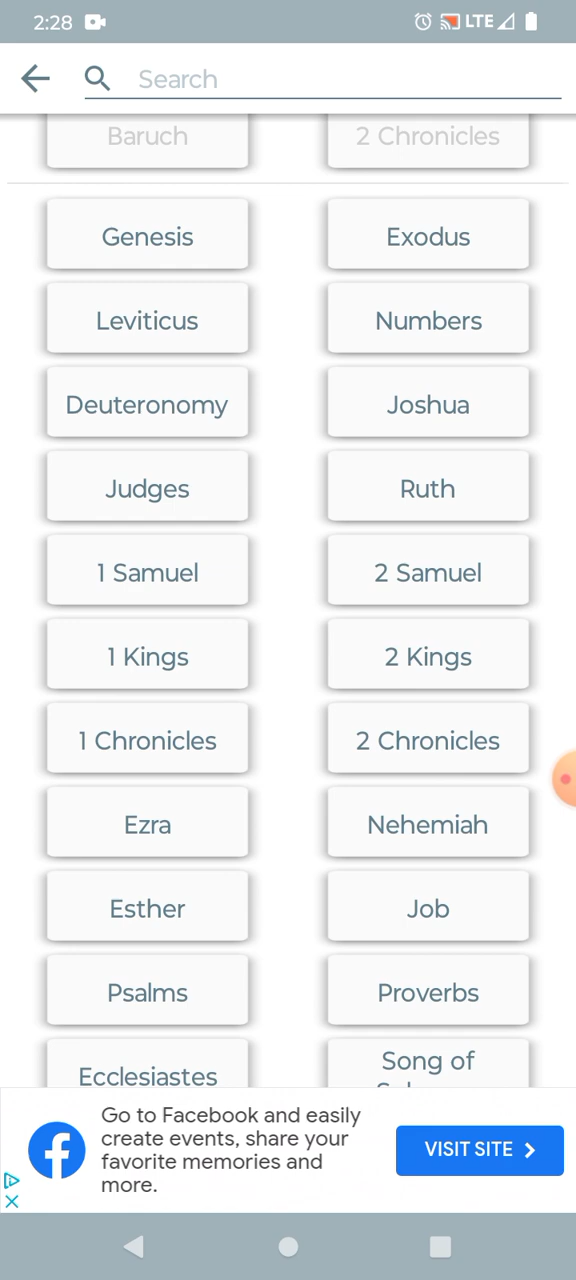 2:28
LTE
Search
Baruch
2 Chronicles
Genesis
Exodus
Leviticus
Numbers
Deuteronomy
Joshua
Judges
Ruth
1 Samuel
2 Samuel
1 Kings
2 Kings
1 Chronicles
2 Chronicles
Ezra
Nehemiah
Esther
Job
Psalms
Proverbs
Ecclesiastes
Song of
Go to Facebook and easily
create events, share your
favorite memories and
more.
VISIT SITE